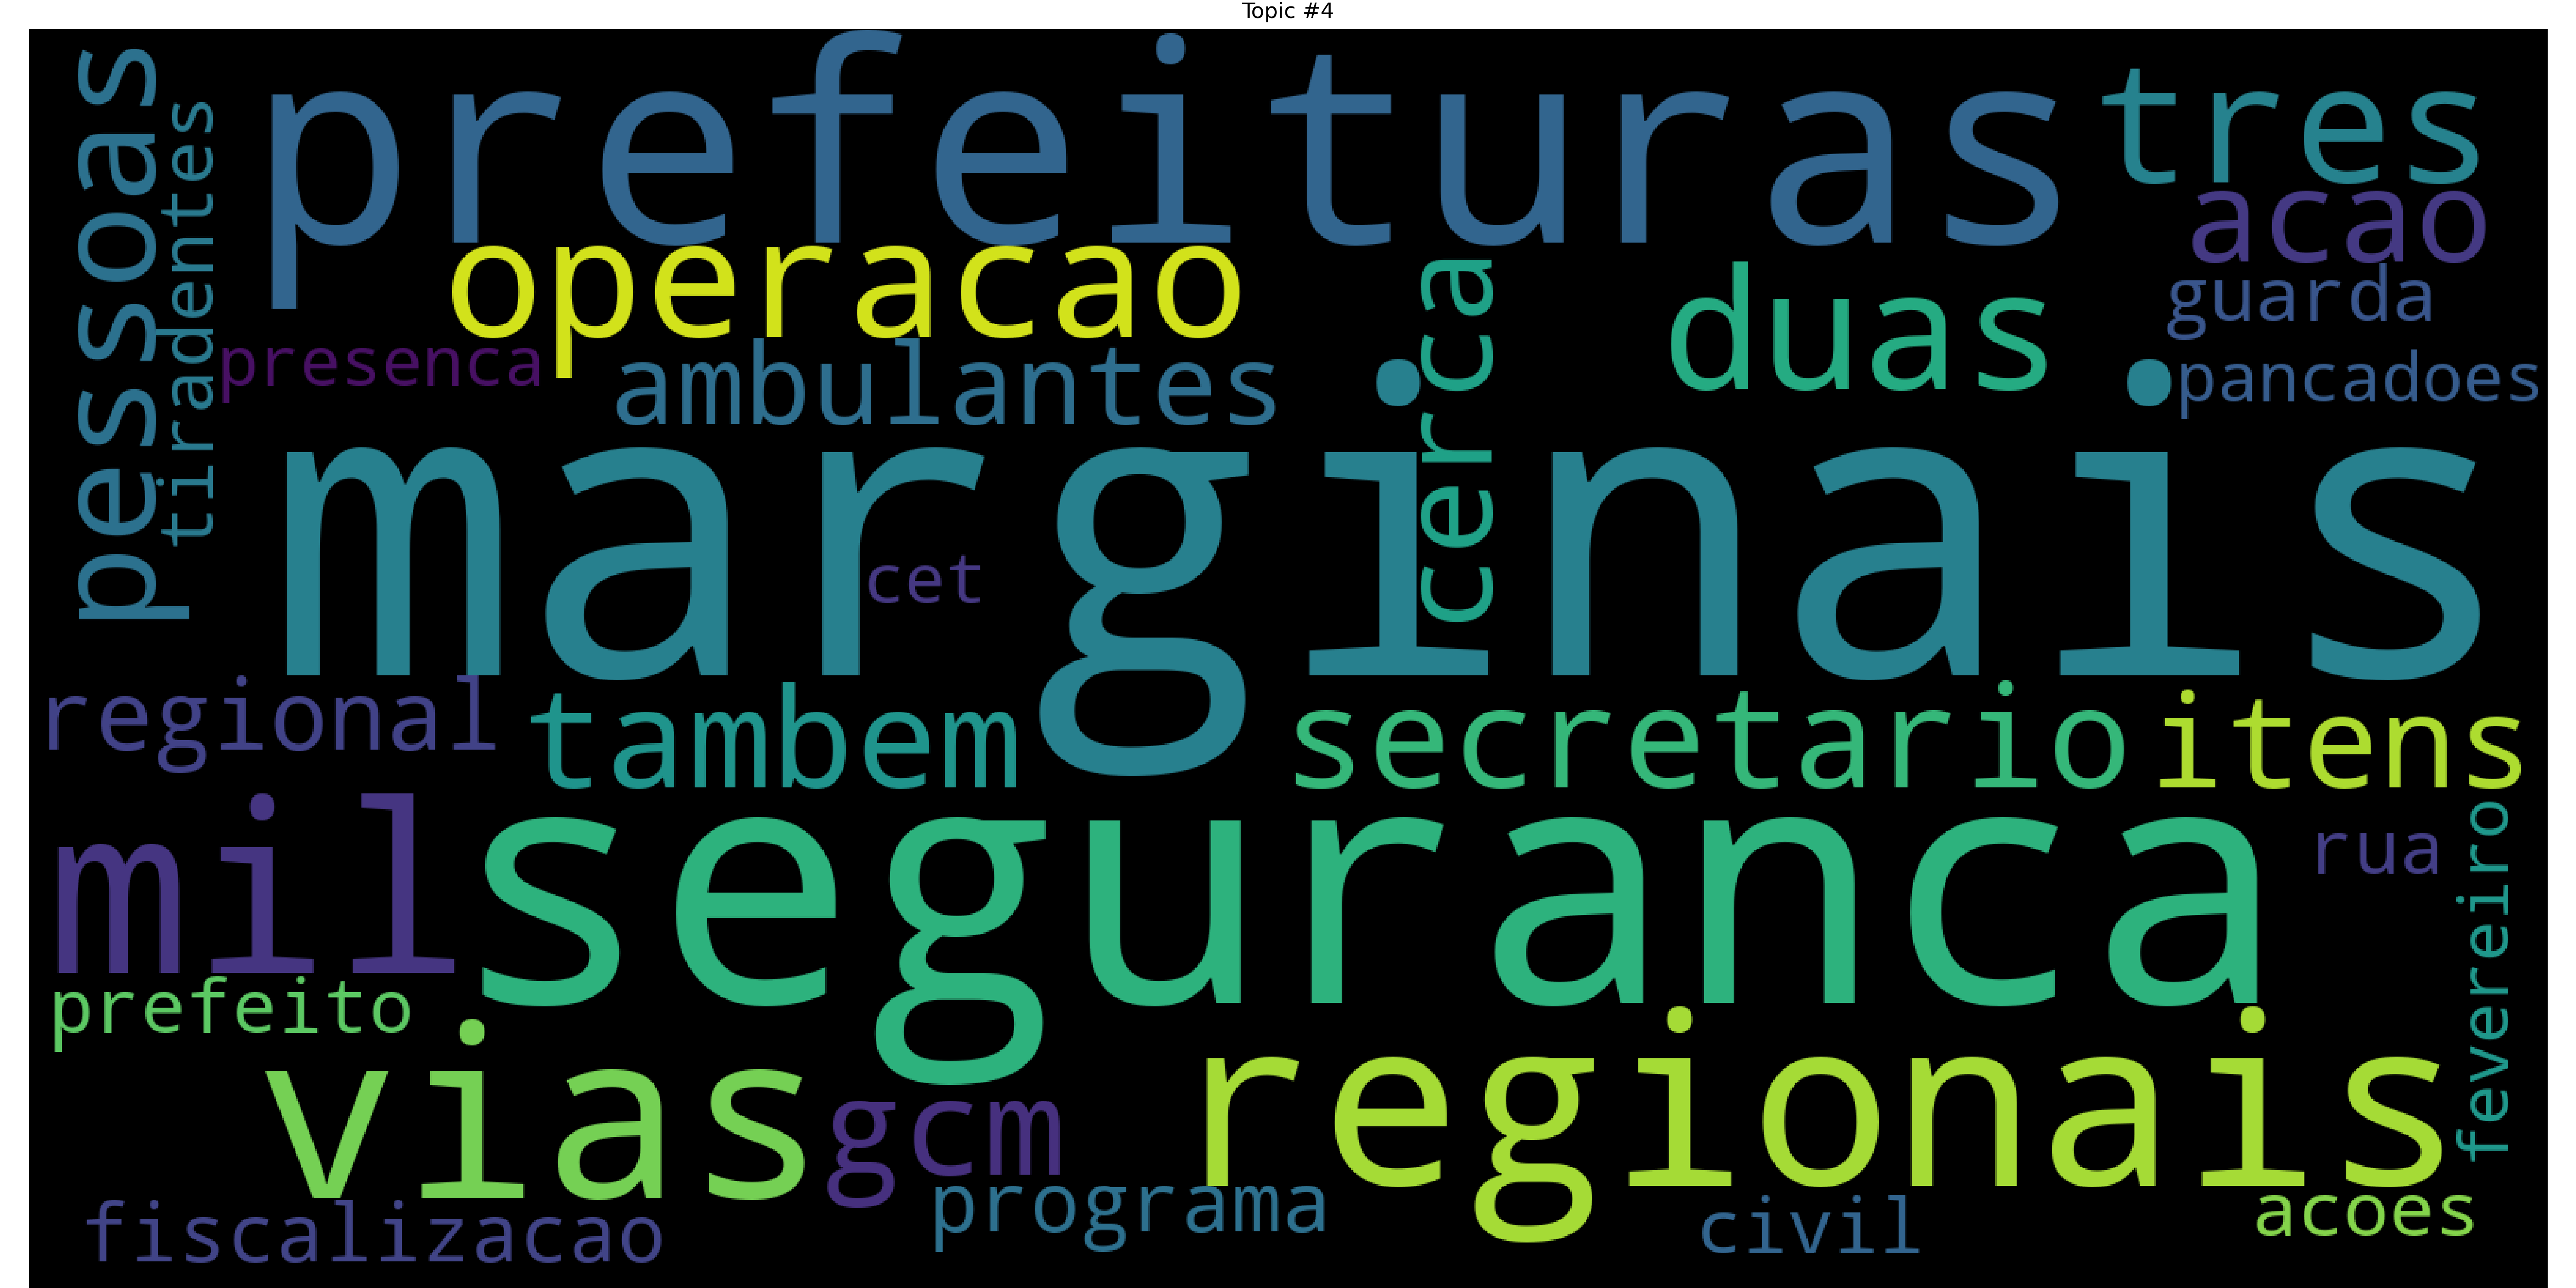 Topic #4
pessoas
tiradentes
prefeituras
tres
acao
operacao
cerca
duas
guarda
presenca
ambulantes
pancadoes
marginais
cet
regional
tambem
secretario
itens
mil
seguranca
rua
fevereiro
prefeito
vias
gcm
regionais
fiscalizacao
programa
civil
acoes